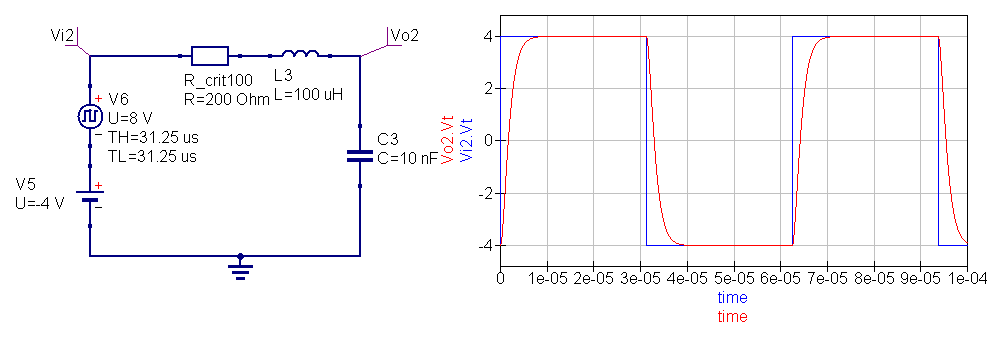 Vi2
Vo2
R_crit100
R=200 Ohm
L3
L=100 uH
V6
U=8 V
TH=31.25 us
TL=31.25 us
C3
C=10 nF
V5
U=-4 V
+
−
+
−
Vo2.Vt
Vi2.Vt
4
2
0
-2
-4
0
1e-05
2e-05
3e-05
4e-05
5e-05
6e-05
7e-05
8e-05
9e-05
1e-04
time
time